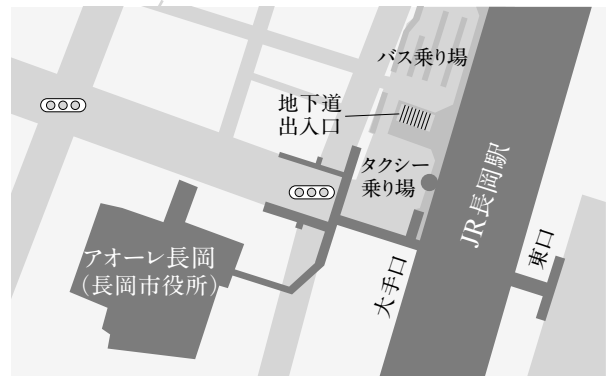 バス乗り場
地下道
出入口
タクシー
乗り場
JR長岡駅
東口
大手口
アオーレ長岡
（長岡市役所）